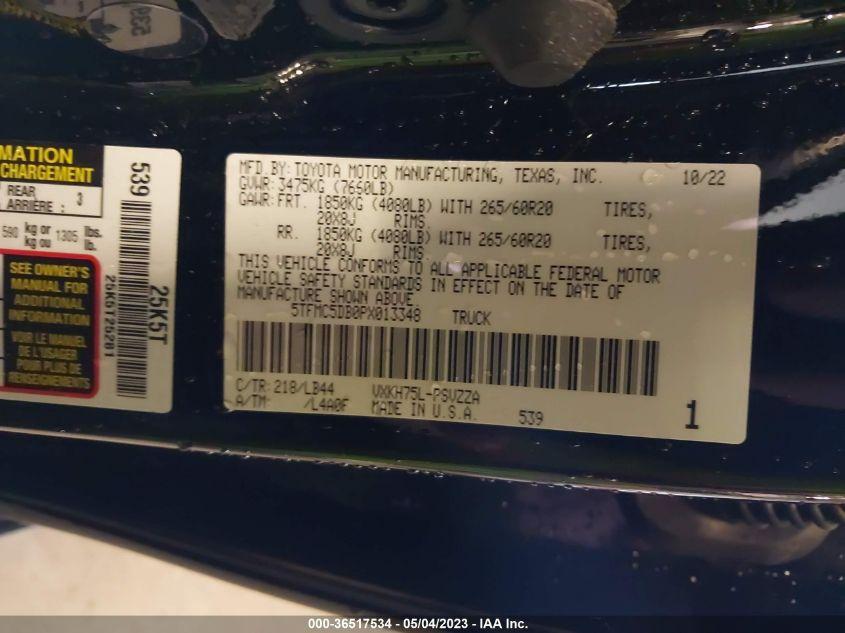 MATION
CHARGEMENT
REAR
ARRIÈRE : 3
590 kg or 1305 lbs.
kg ou lb.
SEE OWNER'S
MANUAL FOR
ADDITIONAL
INFORMATION
VOIR LE MANUEL
DE L'USAGER
POUR PLUS DE
RENSEIGNEMENTS
539
25K5T
MFD BY:TOYOTA MOTOR MANUFACTURING, TEXAS, INC. 10/22
GVWR: 3475KG (7660LB)
GAWR:FRT. 1850KG (4080LB) WITH 265/60R20 TIRES,
20X8J RIMS.
RR. 1850KG (4080LB) WITH 265/60R20 TIRES,
20X8J RIMS.
THIS VEHICLE CONFORMS TO ALL APPLICABLE FEDERAL MOTOR
VEHICLE SAFETY STANDARDS IN EFFECT ON THE DATE OF
MANUFACTURE SHOWN ABOVE.
5TFMC5DB0PX013348 TRUCK
C/TR:218/LB44 VXKH75L-PSVZZA
A/TM: /L4A0F MADE IN U.S.A. 539 1
000-36517534 - 05/04/2023 - IAA Inc.